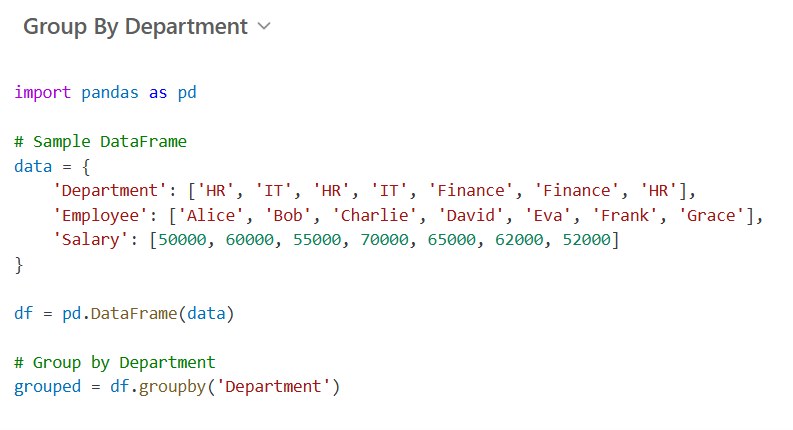 Group By Department
import pandas as pd
# Sample DataFrame
data = {
    'Department': ['HR', 'IT', 'HR', 'IT', 'Finance', 'Finance', 'HR'],
    'Employee': ['Alice', 'Bob', 'Charlie', 'David', 'Eva', 'Frank', 'Grace'],
    'Salary': [50000, 60000, 55000, 70000, 65000, 62000, 52000]
}
df = pd.DataFrame(data)
# Group by Department
grouped = df.groupby('Department')